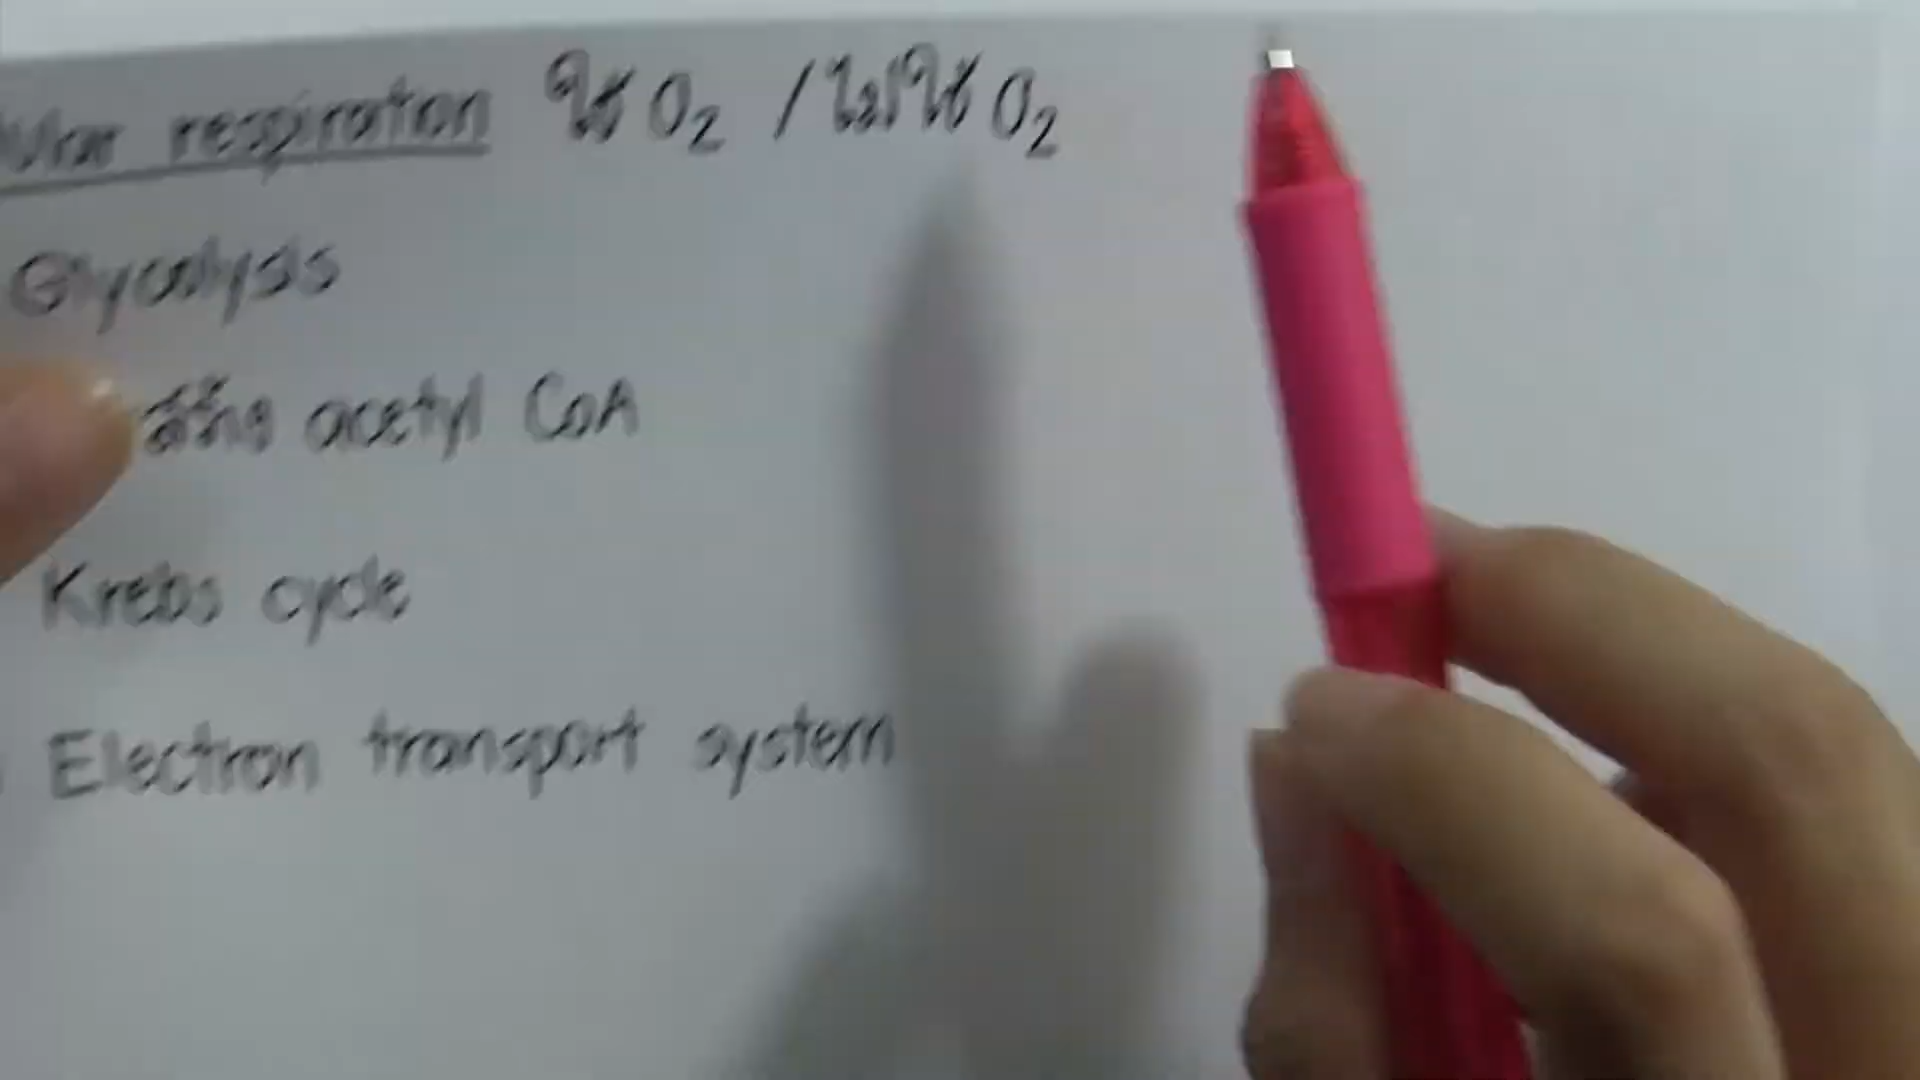 ular respiration ใช้ O2 / ไม่ใช้ O2
Glycolysis
สร้าง acetyl CoA
Krebs cycle
Electron transport system